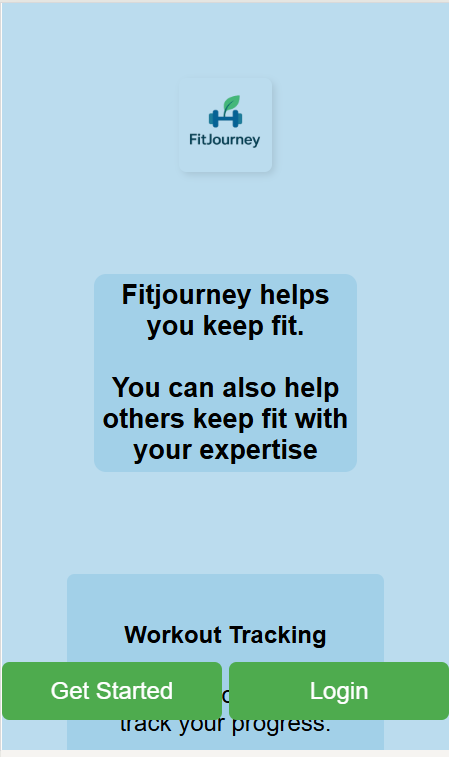 FitJourney
Fitjourney helps
you keep fit.
You can also help
others keep fit with
your expertise
Workout Tracking
Get Started
Login
track your progress.